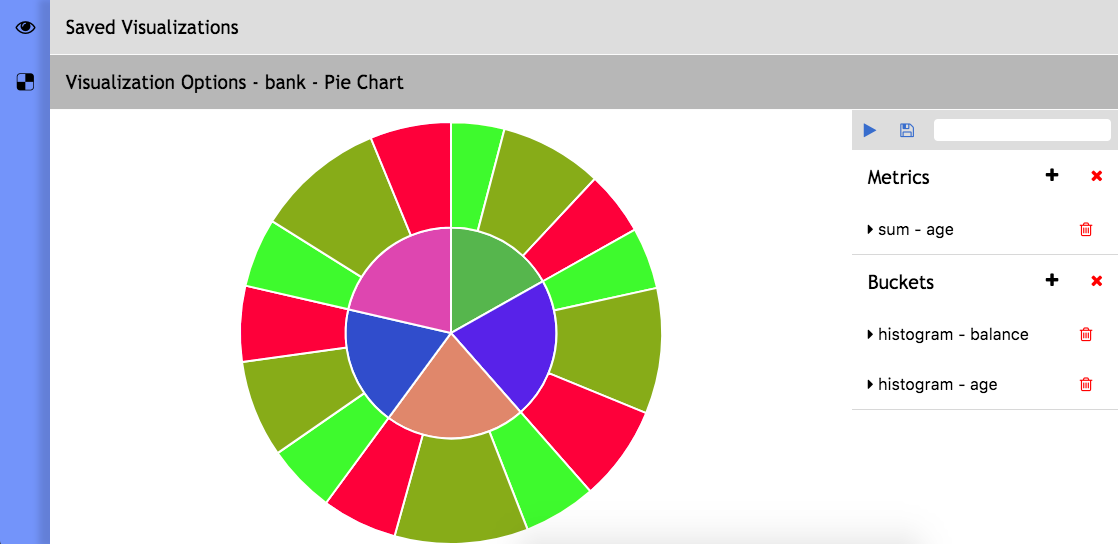 Saved Visualizations
Visualization Options - bank - Pie Chart
Metrics
sum - age
Buckets
histogram - balance
histogram - age